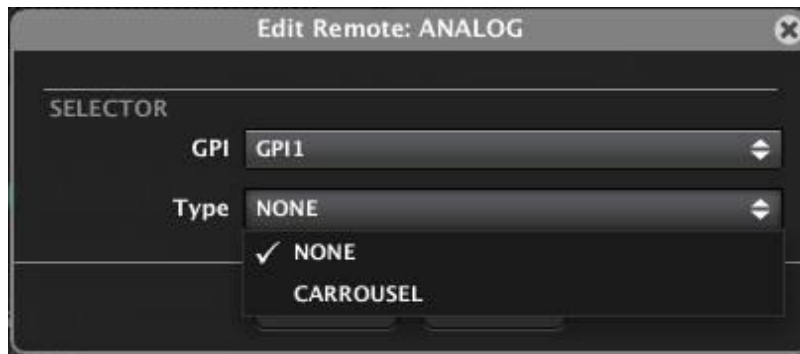 Edit Remote: ANALOG
SELECTOR
GPI GPI1
Type NONE
NONE
CARROUSEL